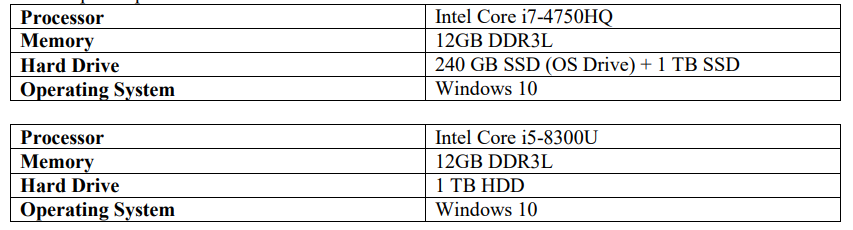 Processor Intel Core i7-4750HQ
Memory 12GB DDR3L
Hard Drive 240 GB SSD (OS Drive) + 1 TB SSD
Operating System Windows 10
Processor Intel Core i5-8300U
Memory 12GB DDR3L
Hard Drive 1 TB HDD
Operating System Windows 10